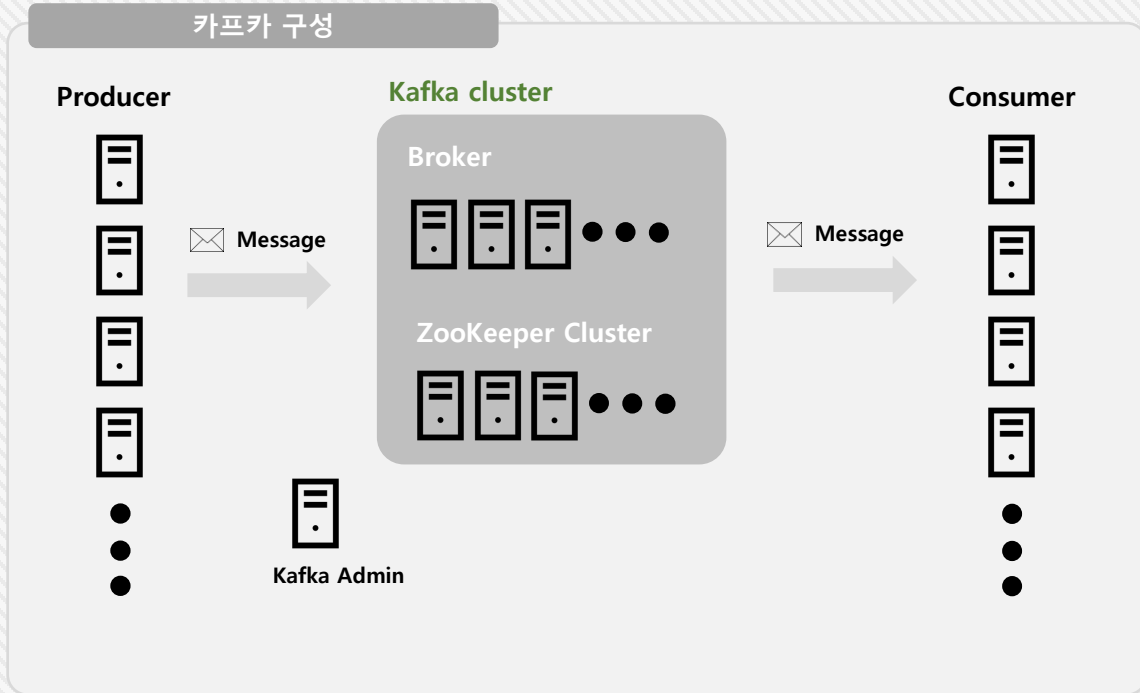 카프카 구성
Producer
Kafka cluster
Consumer
Broker
Message
Message
ZooKeeper Cluster
Kafka Admin